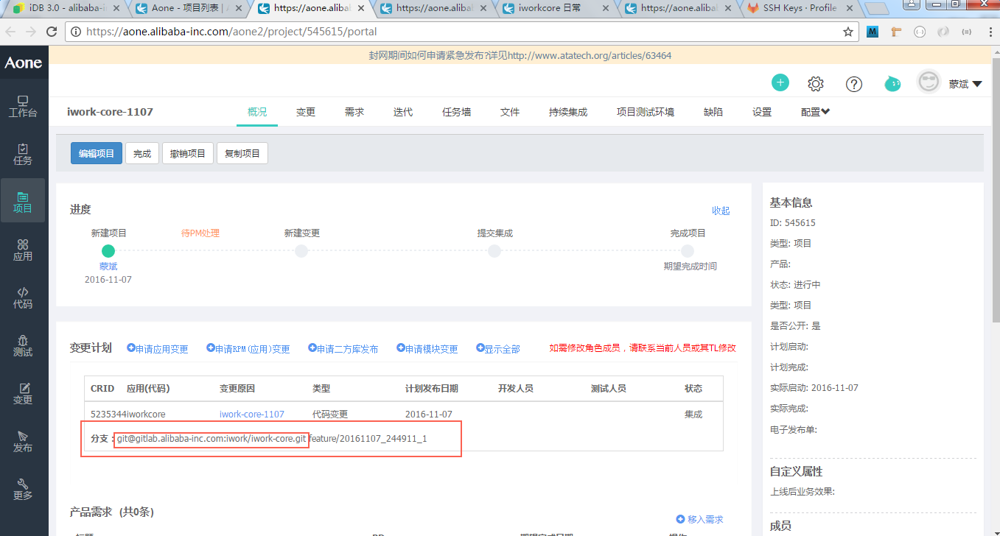 iDB 3.0 - alibaba-i
Aone - 项目列表 | A
https://aone.alibab
https://aone.alibab
iworkcore 日常
https://aone.alibab
SSH Keys · Profile
https://aone.alibaba-inc.com/aone2/project/545615/portal
封网期间如何申请紧急发布?详见http://www.atatech.org/articles/63464
Aone
蒙斌
工作台
任务
项目
应用
代码
测试
变更
发布
更多
iwork-core-1107
概况 变更 需求 迭代 任务墙 文件 持续集成 项目测试环境 缺陷 设置 配置
编辑项目 完成 撤销项目 复制项目
进度 收起
新建项目 待PM处理 新建变更 提交集成 完成项目
蒙斌 期望完成时间
2016-11-07
变更计划 申请应用变更 申请RPM(应用)变更 申请二方库发布 申请模块变更 显示全部 如需修改角色成员，请联系当前人员或其TL修改
CRID 应用(代码) 变更原因 类型 计划发布日期 开发人员 测试人员 状态
5235344iworkcore iwork-core-1107 代码变更 2016-11-07 集成
分支：git@gitlab.alibaba-inc.com:iwork/iwork-core.git feature/20161107_244911_1
产品需求（共0条） 移入需求
基本信息
ID: 545615
类型: 项目
产品:
状态: 进行中
类型: 项目
是否公开: 是
计划启动:
计划完成:
实际启动: 2016-11-07
实际完成:
电子发布单:
自定义属性
上线后业务效果:
成员